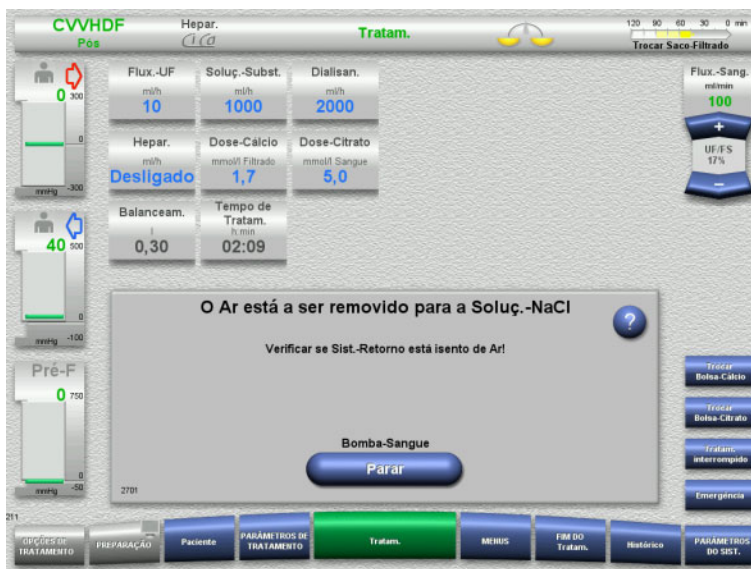 CVVHDF
Pós
Hepar.
Ci Ca
Tratam.
120 90 60 30 0 min
Trocar Saco-Filtrado
0
300
0
-300
mmHg
Flux.-UF
ml/h
10
Soluç.-Subst.
ml/h
1000
Dialisan.
ml/h
2000
Flux.-Sang.
ml/min
100
+
UF/FS
17%
−
Hepar.
ml/h
Desligado
Dose-Cálcio
mmol/l Filtrado
1,7
Dose-Citrato
mmol/l Sangue
5,0
Balanceam.
l
0,30
Tempo de
Tratam.
h:min
02:09
40
500
0
-100
mmHg
Pré-F
0
750
0
-50
mmHg
O Ar está a ser removido para a Soluç.-NaCl
?
Verificar se Sist.-Retorno está isento de Ar!
Bomba-Sangue
Parar
2701
Trocar
Bolsa-Cálcio
Trocar
Bolsa-Citrato
Tratam.
interrompido
Emergência
211
OPÇÕES DE
TRATAMENTO
PREPARAÇÃO
Paciente
PARÂMETROS DE
TRATAMENTO
Tratam.
MENUS
FIM DO
Tratam.
Histórico
PARÂMETROS
DO SIST.